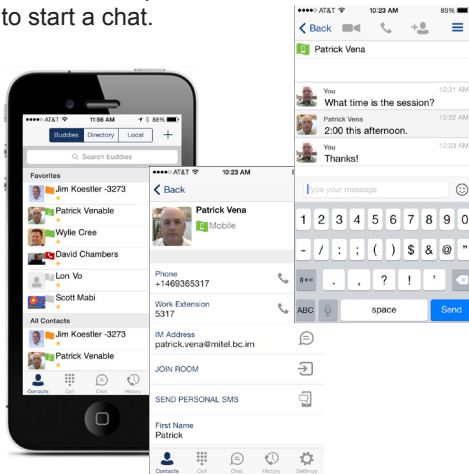 to start a chat.
AT&T 11:56 AM 88%
Buddies Directory Local +
Search buddies
Favorites
Jim Koestler -3273
Patrick Venable
Wylie Cree
David Chambers
Lon Vo
Scott Mabi
All Contacts
Jim Koestler -3273
Patrick Venable
Contacts Call Chat History
AT&T 10:23 AM 8
Back
Patrick Vena
Mobile
Phone
+1469365317
Work Extension
5317
IM Address
patrick.vena@mitel.bc.im
JOIN ROOM
SEND PERSONAL SMS
First Name
Patrick
Contacts Call Chat History Settings
AT&T 10:23 AM 89%
Back
Patrick Vena
You 10:21 AM
What time is the session?
Patrick Vena 10:22 AM
2:00 this afternoon.
You 10:23 AM
Thanks!
Type your message
1 2 3 4 5 6 7 8 9 0
- / : ; ( ) $ & @ "
#+= . , ? ! '
ABC space Send